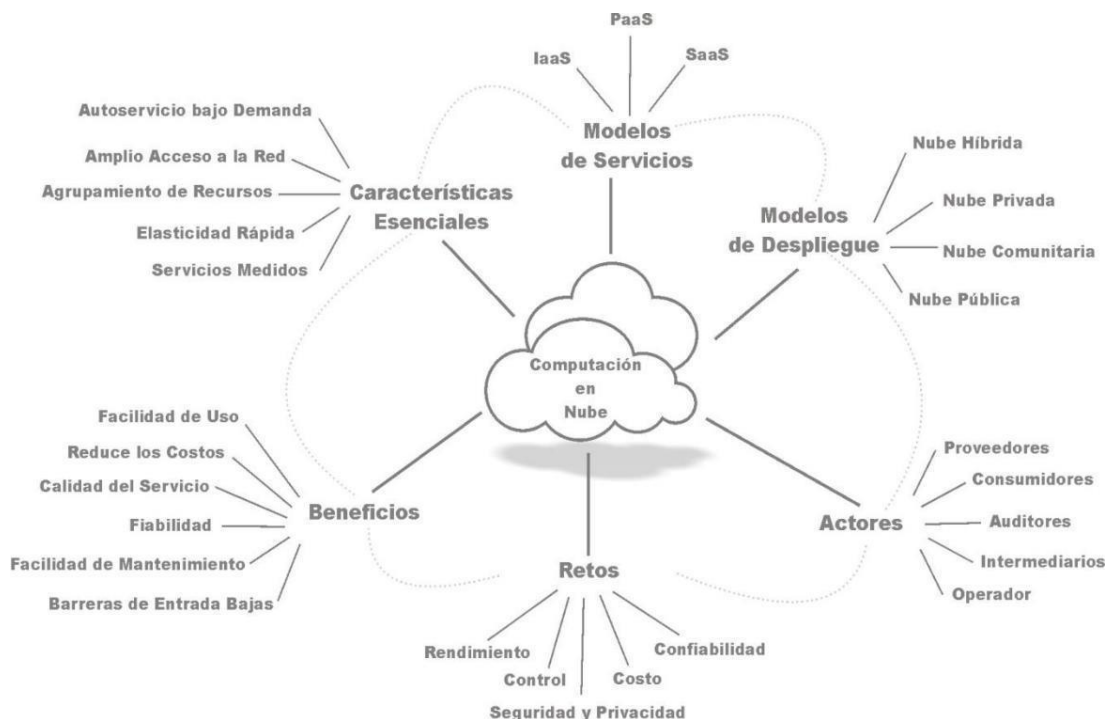 PaaS
IaaS
SaaS
Modelos
de Servicios
Autoservicio bajo Demanda
Amplio Acceso a la Red
Agrupamiento de Recursos
Elasticidad Rápida
Servicios Medidos
Características
Esenciales
Modelos
de Despliegue
Nube Híbrida
Nube Privada
Nube Comunitaria
Nube Pública
Computación
en
Nube
Facilidad de Uso
Reduce los Costos
Calidad del Servicio
Fiabilidad
Facilidad de Mantenimiento
Barreras de Entrada Bajas
Beneficios
Retos
Rendimiento
Control
Seguridad y Privacidad
Costo
Confiabilidad
Actores
Proveedores
Consumidores
Auditores
Intermediarios
Operador